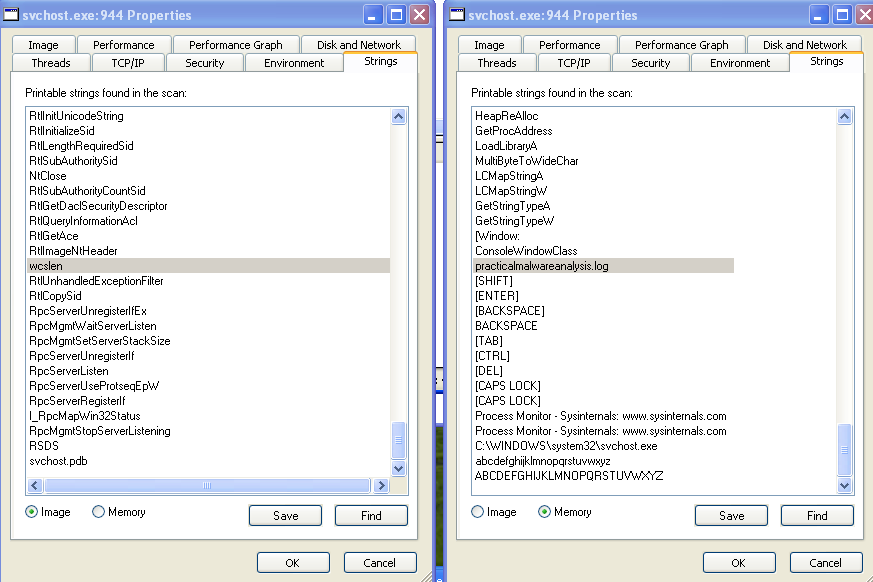 svchost.exe:944 Properties
Image Performance Performance Graph Disk and Network
Threads TCP/IP Security Environment Strings
Printable strings found in the scan:
RtlInitUnicodeString
RtlInitializeSid
RtlLengthRequiredSid
RtlSubAuthoritySid
NtClose
RtlSubAuthorityCountSid
RtlGetDaclSecurityDescriptor
RtlQueryInformationAcl
RtlGetAce
RtlImageNtHeader
wcslen
RtlUnhandledExceptionFilter
RtlCopySid
RpcServerUnregisterIfEx
RpcMgmtWaitServerListen
RpcMgmtSetServerStackSize
RpcServerUnregisterIf
RpcServerListen
RpcServerUseProtseqEpW
RpcServerRegisterIf
I_RpcMapWin32Status
RpcMgmtStopServerListening
RSDS
svchost.pdb
Image Memory Save Find
OK Cancel
svchost.exe:944 Properties
Image Performance Performance Graph Disk and Network
Threads TCP/IP Security Environment Strings
Printable strings found in the scan:
HeapReAlloc
GetProcAddress
LoadLibraryA
MultiByteToWideChar
LCMapStringA
LCMapStringW
GetStringTypeA
GetStringTypeW
[Window:
ConsoleWindowClass
practicalmalwareanalysis.log
[SHIFT]
[ENTER]
[BACKSPACE]
BACKSPACE
[TAB]
[CTRL]
[DEL]
[CAPS LOCK]
[CAPS LOCK]
Process Monitor - Sysinternals: www.sysinternals.com
Process Monitor - Sysinternals: www.sysinternals.com
C:\WINDOWS\system32\svchost.exe
abcdefghijklmnopqrstuvwxyz
ABCDEFGHIJKLMNOPQRSTUVWXYZ
Image Memory Save Find
OK Cancel